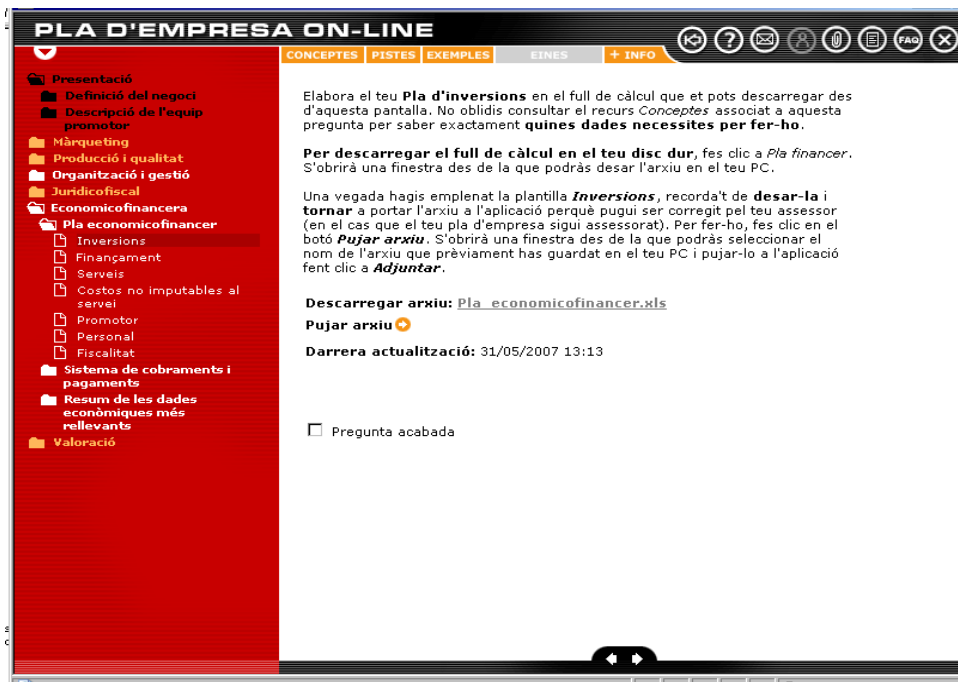 PLA D'EMPRESA ON-LINE
CONCEPTES PISTES EXEMPLES EINES + INFO
? FAQ
Presentació
Definició del negoci
Descripció de l'equip
promotor
Màrqueting
Producció i qualitat
Organització i gestió
Juridicofiscal
Economicofinancera
Pla economicofinancer
Inversions
Finançament
Serveis
Costos no imputables al
servei
Promotor
Personal
Fiscalitat
Sistema de cobraments i
pagaments
Resum de les dades
econòmiques més
rellevants
Valoració
Elabora el teu Pla d'inversions en el full de càlcul que et pots descarregar des
d'aquesta pantalla. No oblidis consultar el recurs Conceptes associat a aquesta
pregunta per saber exactament quines dades necessites per fer-ho.
Per descarregar el full de càlcul en el teu disc dur, fes clic a Pla financer.
S'obrirà una finestra des de la que podràs desar l'arxiu en el teu PC.
Una vegada hagis emplenat la plantilla Inversions, recorda't de desar-la i
tornar a portar l'arxiu a l'aplicació perquè pugui ser corregit pel teu assessor
(en el cas que el teu pla d'empresa sigui assessorat). Per fer-ho, fes clic en el
botó Pujar arxiu. S'obrirà una finestra des de la que podràs seleccionar el
nom de l'arxiu que prèviament has guardat en el teu PC i pujar-lo a l'aplicació
fent clic a Adjuntar.
Descarregar arxiu: Pla_economicofinancer.xls
Pujar arxiu
Darrera actualització: 31/05/2007 13:13
Pregunta acabada